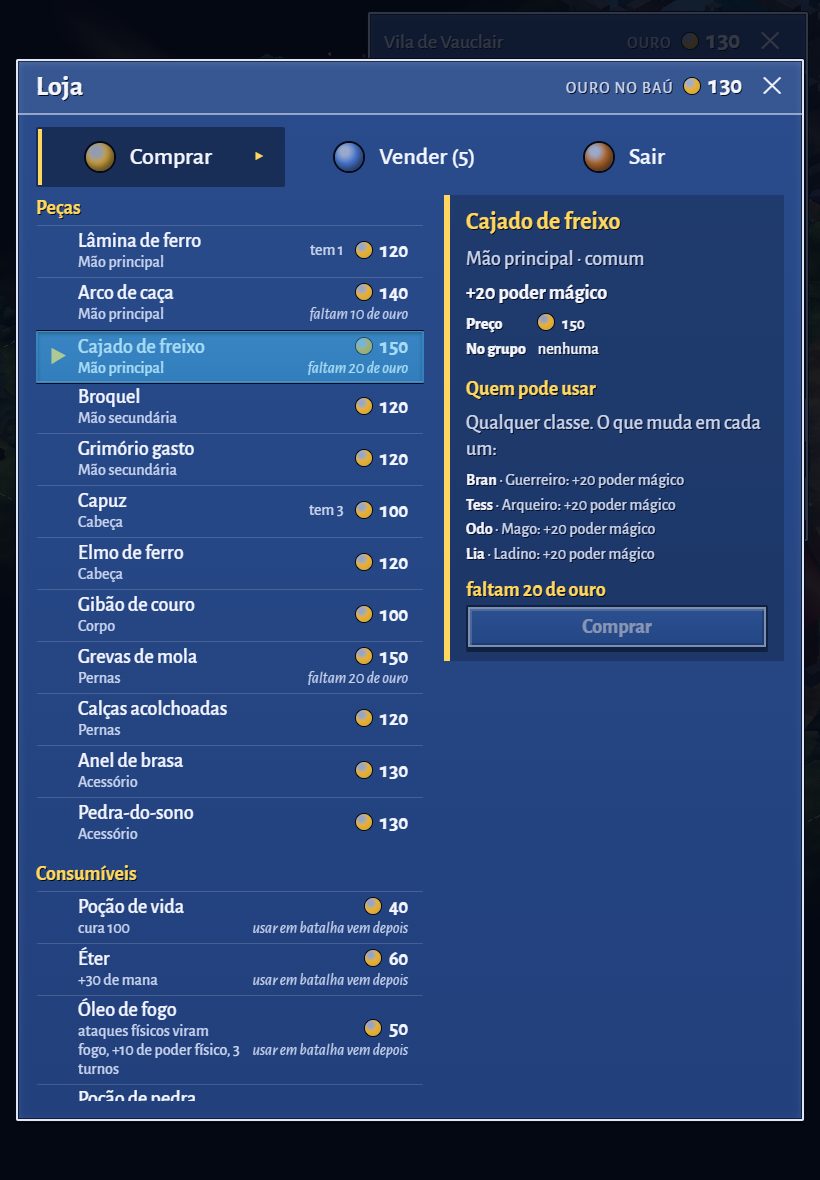 Vila de Vauclair OURO 130
Loja OURO NO BAÚ 130
Comprar Vender (5) Sair
Peças
Lâmina de ferro
Mão principal
tem 1 120
Arco de caça 140
Mão principal faltam 10 de ouro
Cajado de freixo 150
Mão principal faltam 20 de ouro
Broquel
Mão secundária
120
Grimório gasto
Mão secundária
120
Capuz
Cabeça
tem 3 100
Elmo de ferro
Cabeça
120
Gibão de couro
Corpo
100
Grevas de mola 150
Pernas faltam 20 de ouro
Calças acolchoadas
Pernas
120
Anel de brasa
Acessório
130
Pedra-do-sono
Acessório
130
Consumíveis
Poção de vida 40
cura 100 usar em batalha vem depois
Éter 60
+30 de mana usar em batalha vem depois
Óleo de fogo
ataques físicos viram 50
fogo, +10 de poder físico, 3 usar em batalha vem depois
turnos
Poção de pedra
Cajado de freixo
Mão principal · comum
+20 poder mágico
Preço 150
No grupo nenhuma
Quem pode usar
Qualquer classe. O que muda em cada
um:
Bran · Guerreiro: +20 poder mágico
Tess · Arqueiro: +20 poder mágico
Odo · Mago: +20 poder mágico
Lia · Ladino: +20 poder mágico
faltam 20 de ouro
Comprar